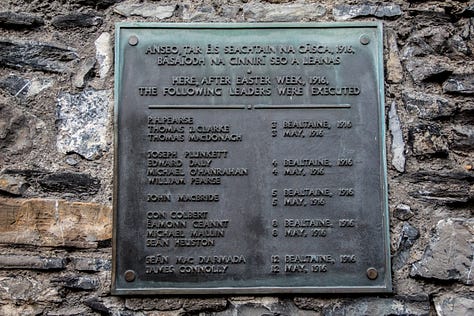 ANSEO, TAR ÉIS SEACHTAIN NA CÁSCA, 1916,
BÁSAÍODH NA CINNIRÍ SEO A LEANAS
HERE, AFTER EASTER WEEK, 1916,
THE FOLLOWING LEADERS WERE EXECUTED
P.H. PEARSE 3 BEALTAINE, 1916
THOMAS J. CLARKE 3 MAY, 1916
THOMAS MACDONAGH
JOSEPH PLUNKETT
EDWARD DALY 4 BEALTAINE, 1916
MICHAEL O'HANRAHAN 4 MAY, 1916
WILLIAM PEARSE
JOHN MACBRIDE 5 BEALTAINE, 1916
5 MAY, 1916
CON COLBERT
ÉAMONN CEANNT 8 BEALTAINE, 1916
MICHAEL MALLIN 8 MAY, 1916
SEÁN HEUSTON
SEÁN MAC DIARMADA 12 BEALTAINE, 1916
JAMES CONNOLLY 12 MAY, 1916